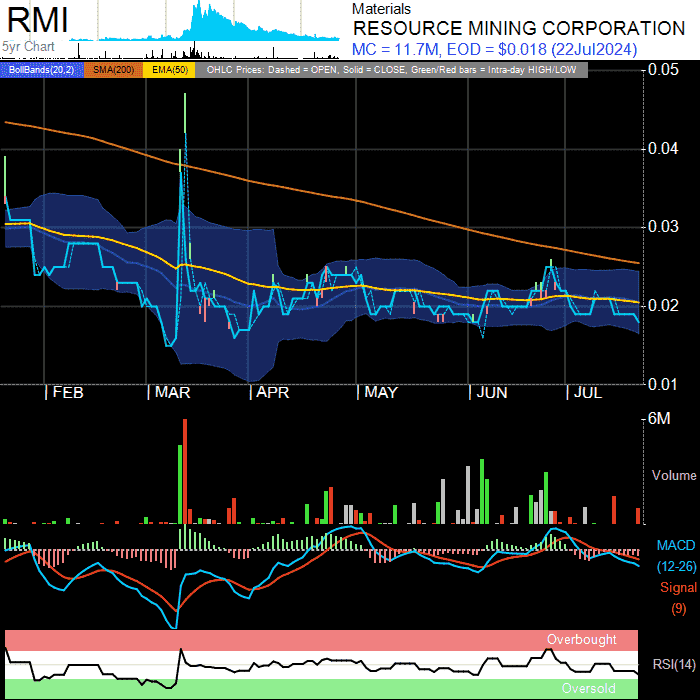 RMI
5yr Chart
Materials
RESOURCE MINING CORPORATION
MC = 11.7M, EOD = $0.018 (22Jul2024)
BollBands(20,2) SMA(200) EMA(50) OHLC Prices: Dashed = OPEN, Solid = CLOSE, Green/Red bars = Intra-day HIGH/LOW
0.05
0.04
0.03
0.02
0.01
FEB MAR APR MAY JUN JUL
6M
Volume
MACD
(12-26)
Signal
(9)
Overbought
RSI(14)
Oversold